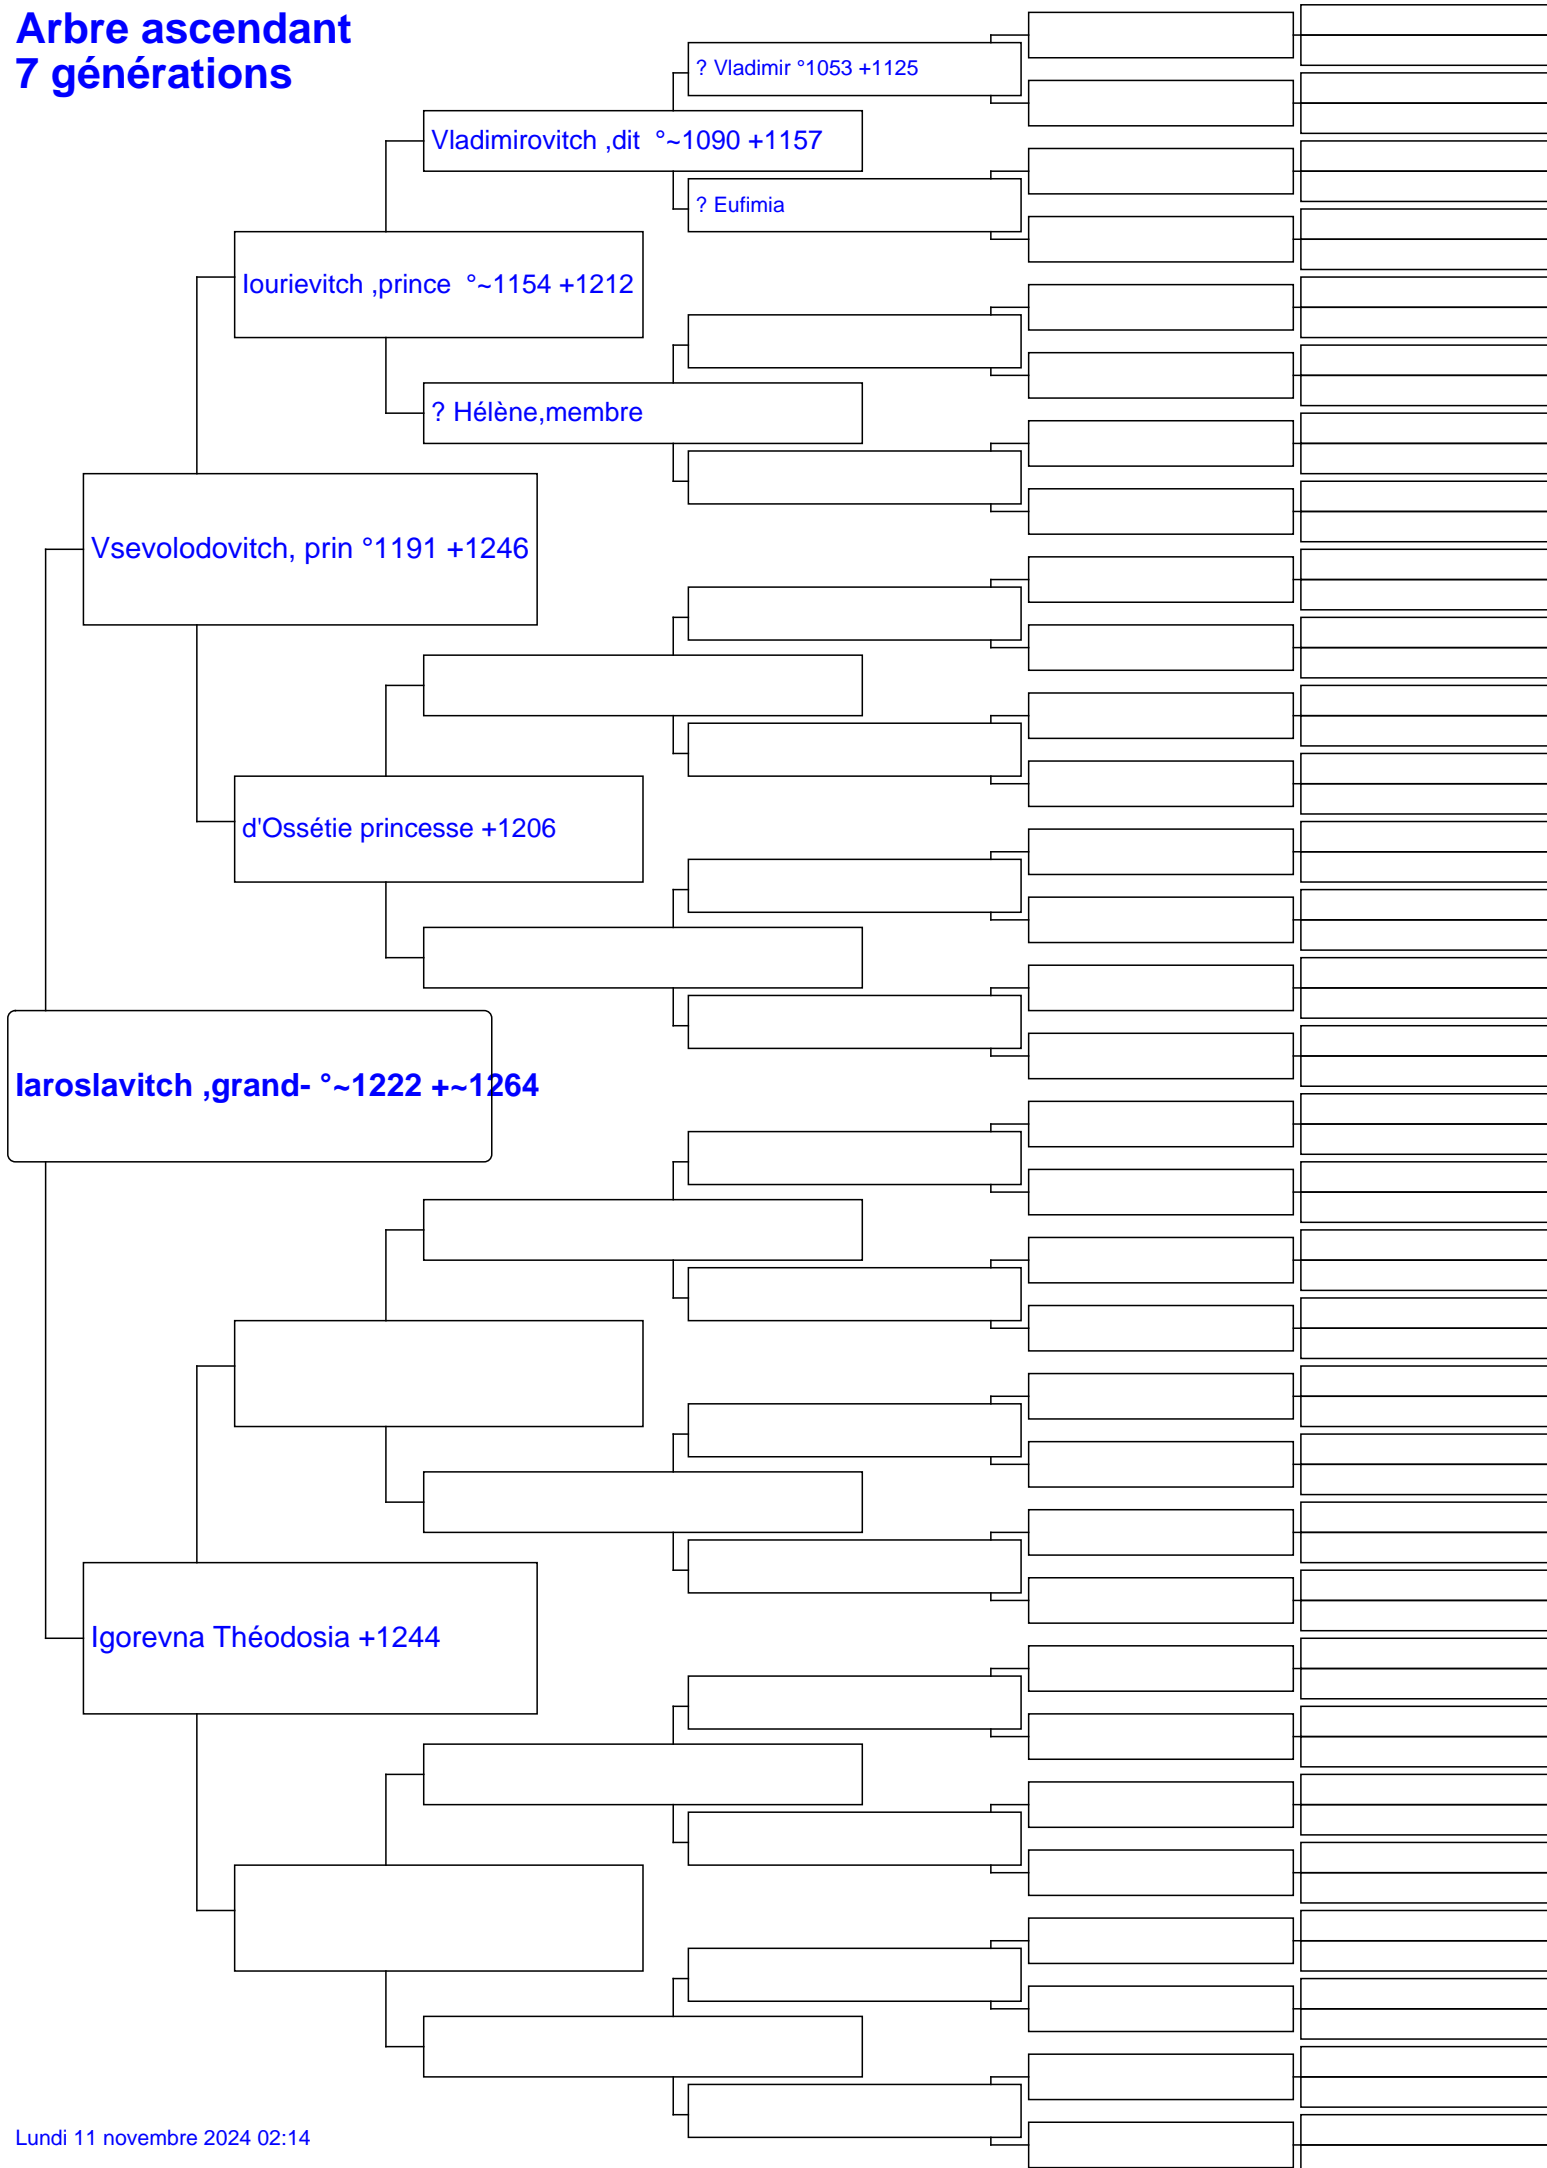 Arbre ascendant
7 générations
? Vladimir °1053 +1125
Vladimirovitch ,dit  °~1090 +1157
? Eufimia
Iourievitch ,prince  °~1154 +1212
? Hélène,membre
Vsevolodovitch, prin °1191 +1246
d'Ossétie princesse +1206
Iaroslavitch ,grand- °~1222 +~1264
Igorevna Théodosia +1244
Lundi 11 novembre 2024 02:14